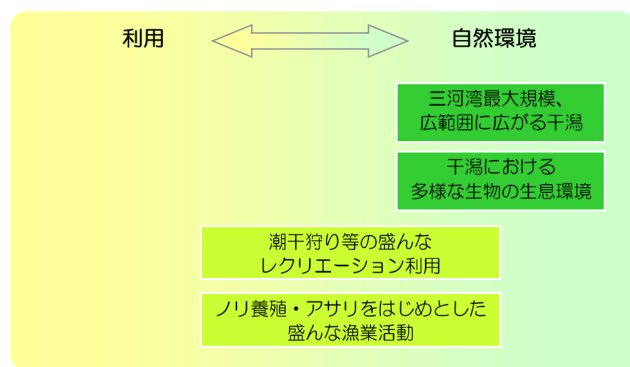 利用
自然環境
三河湾最大規模、
広範囲に広がる干潟
干潟における
多様な生物の生息環境
潮干狩り等の盛んな
レクリエーション利用
ノリ養殖・アサリをはじめとした
盛んな漁業活動